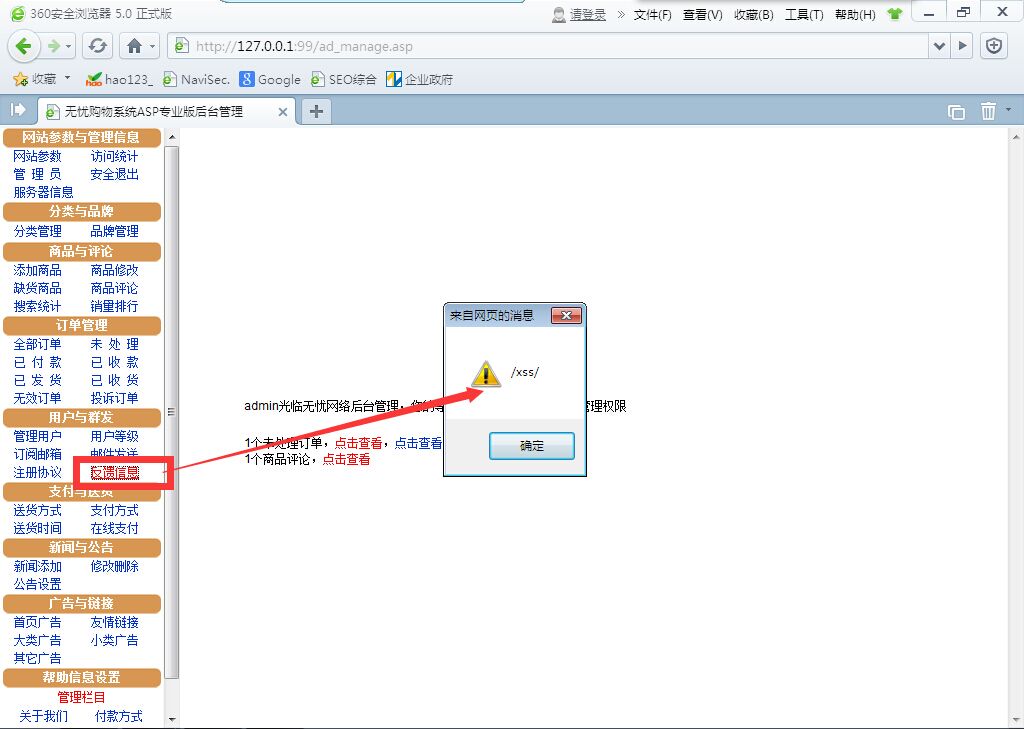 360安全浏览器 5.0 正式版
请登录 » 文件(F) 查看(V) 收藏(B) 工具(T) 帮助(H)
http://127.0.0.1:99/ad_manage.asp
收藏 hao123_ NaviSec. Google SEO综合 企业政府
无忧购物系统ASP专业版后台管理
网站参数与管理信息
网站参数 访问统计
管 理 员 安全退出
服务器信息
分类与品牌
分类管理 品牌管理
商品与评论
添加商品 商品修改
缺货商品 商品评论
搜索统计 销量排行
订单管理
全部订单 未 处 理
已 付 款 已 收 款
已 发 货 已 收 货
无效订单 投诉订单
用户与群发
管理用户 用户等级
订阅邮箱 邮件发送
注册协议 反馈信息
支付与送货
送货方式 支付方式
送货时间 在线支付
新闻与公告
新闻添加 修改删除
公告设置
广告与链接
首页广告 友情链接
大类广告 小类广告
其它广告
帮助信息设置
管理栏目
关于我们 付款方式
admin光临无忧网络后台管理，您的等 管理权限
1个未处理订单，点击查看，点击查看
1个商品评论，点击查看
来自网页的消息
/xss/
确定